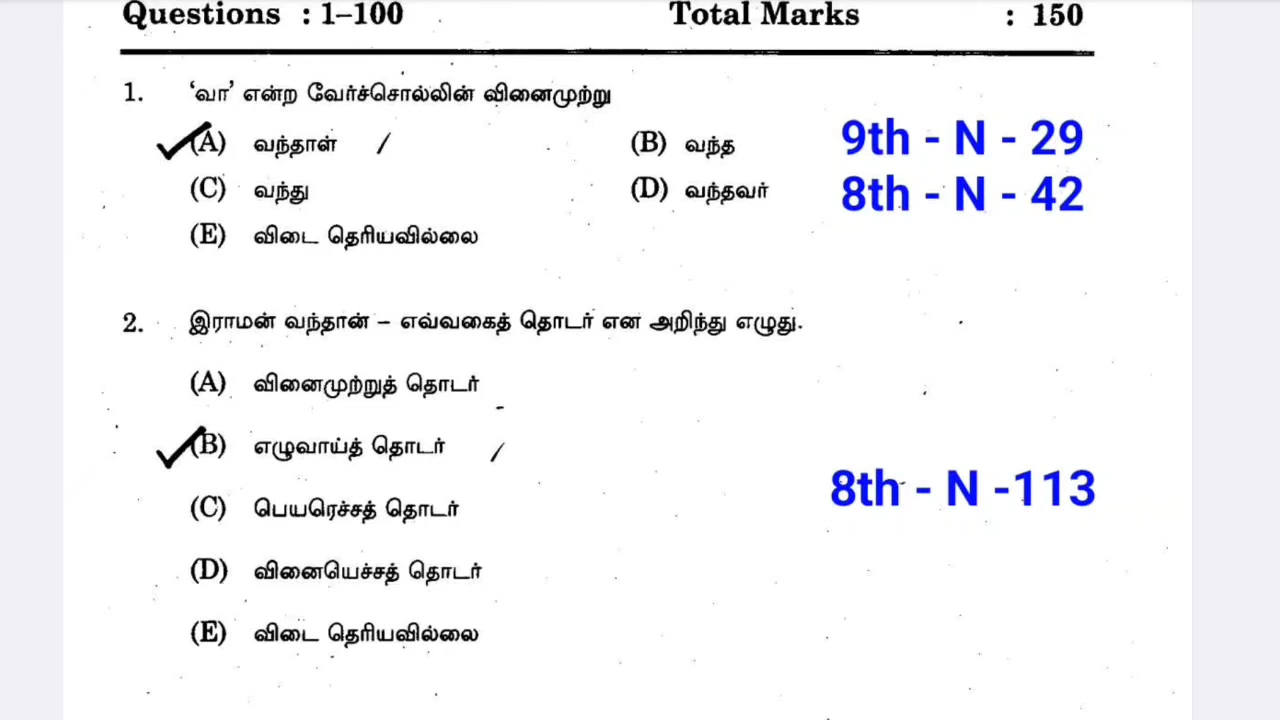 Questions : 1–100 Total Marks : 150
1. ‘வா’ என்ற வேர்ச்சொல்லின் வினைமுற்று
(A) வந்தாள் (B) வந்த 9th - N - 29
(C) வந்து (D) வந்தவர் 8th - N - 42
(E) விடை தெரியவில்லை
2. இராமன் வந்தான் – எவ்வகைத் தொடர் என அறிந்து எழுது.
(A) வினைமுற்றுத் தொடர்
(B) எழுவாய்த் தொடர்
8th - N -113
(C) பெயரெச்சத் தொடர்
(D) வினையெச்சத் தொடர்
(E) விடை தெரியவில்லை